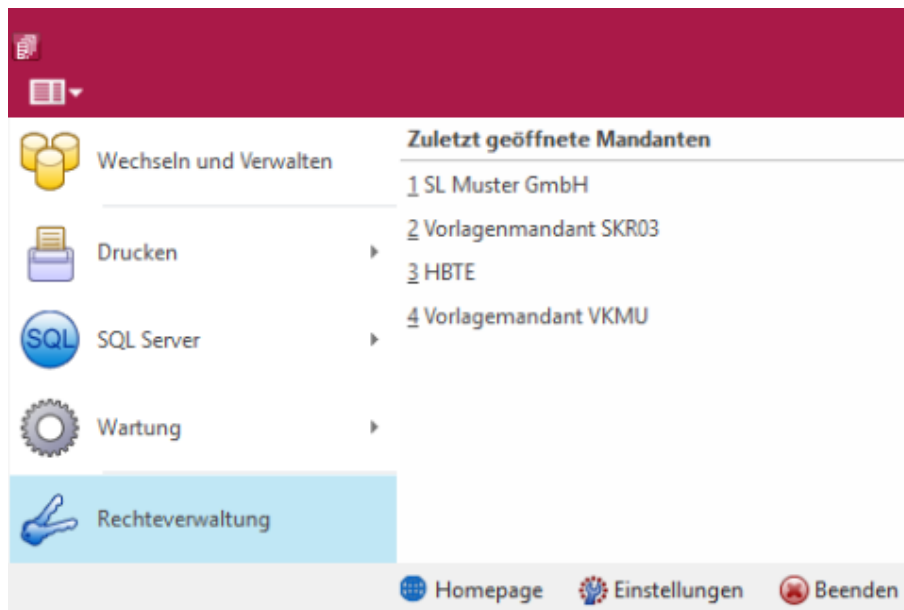 Wechseln und Verwalten
Drucken
SQL
SQL Server
Wartung
Rechteverwaltung
Zuletzt geöffnete Mandanten
1 SL Muster GmbH
2 Vorlagenmandant SKR03
3 HBTE
4 Vorlagemandant VKMU
Homepage
Einstellungen
Beenden